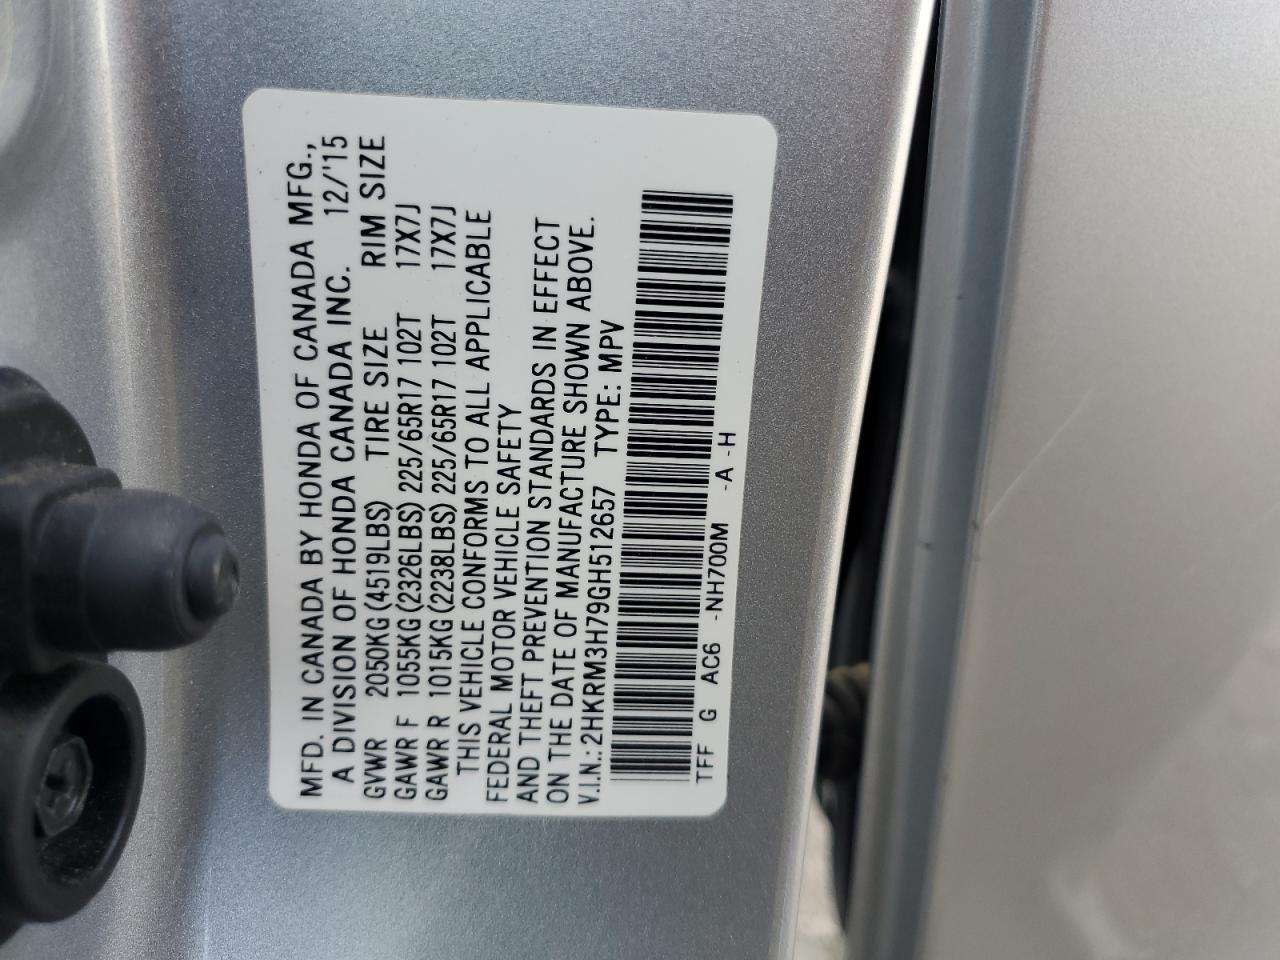 MFD. IN CANADA BY HONDA OF CANADA MFG.,
A DIVISION OF HONDA CANADA INC. 12/'15
GVWR 2050KG(4519LBS) TIRE SIZE RIM SIZE
GAWR F 1055KG(2326LBS) 225/65R17 102T 17X7J
GAWR R 1015KG(2238LBS) 225/65R17 102T 17X7J
THIS VEHICLE CONFORMS TO ALL APPLICABLE
FEDERAL MOTOR VEHICLE SAFETY
AND THEFT PREVENTION STANDARDS IN EFFECT
ON THE DATE OF MANUFACTURE SHOWN ABOVE.
V.I.N.: 2HKRM3H79GH512657 TYPE: MPV
TFF G AC6 -NH700M -A -H